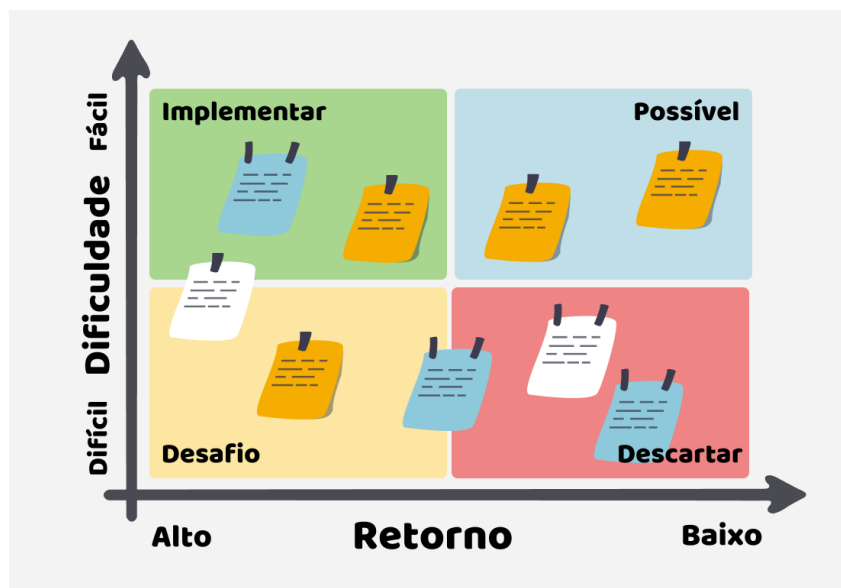 Implementar
Possível
Fácil
Dificuldade
Difícil
Desafio
Descartar
Alto
Retorno
Baixo